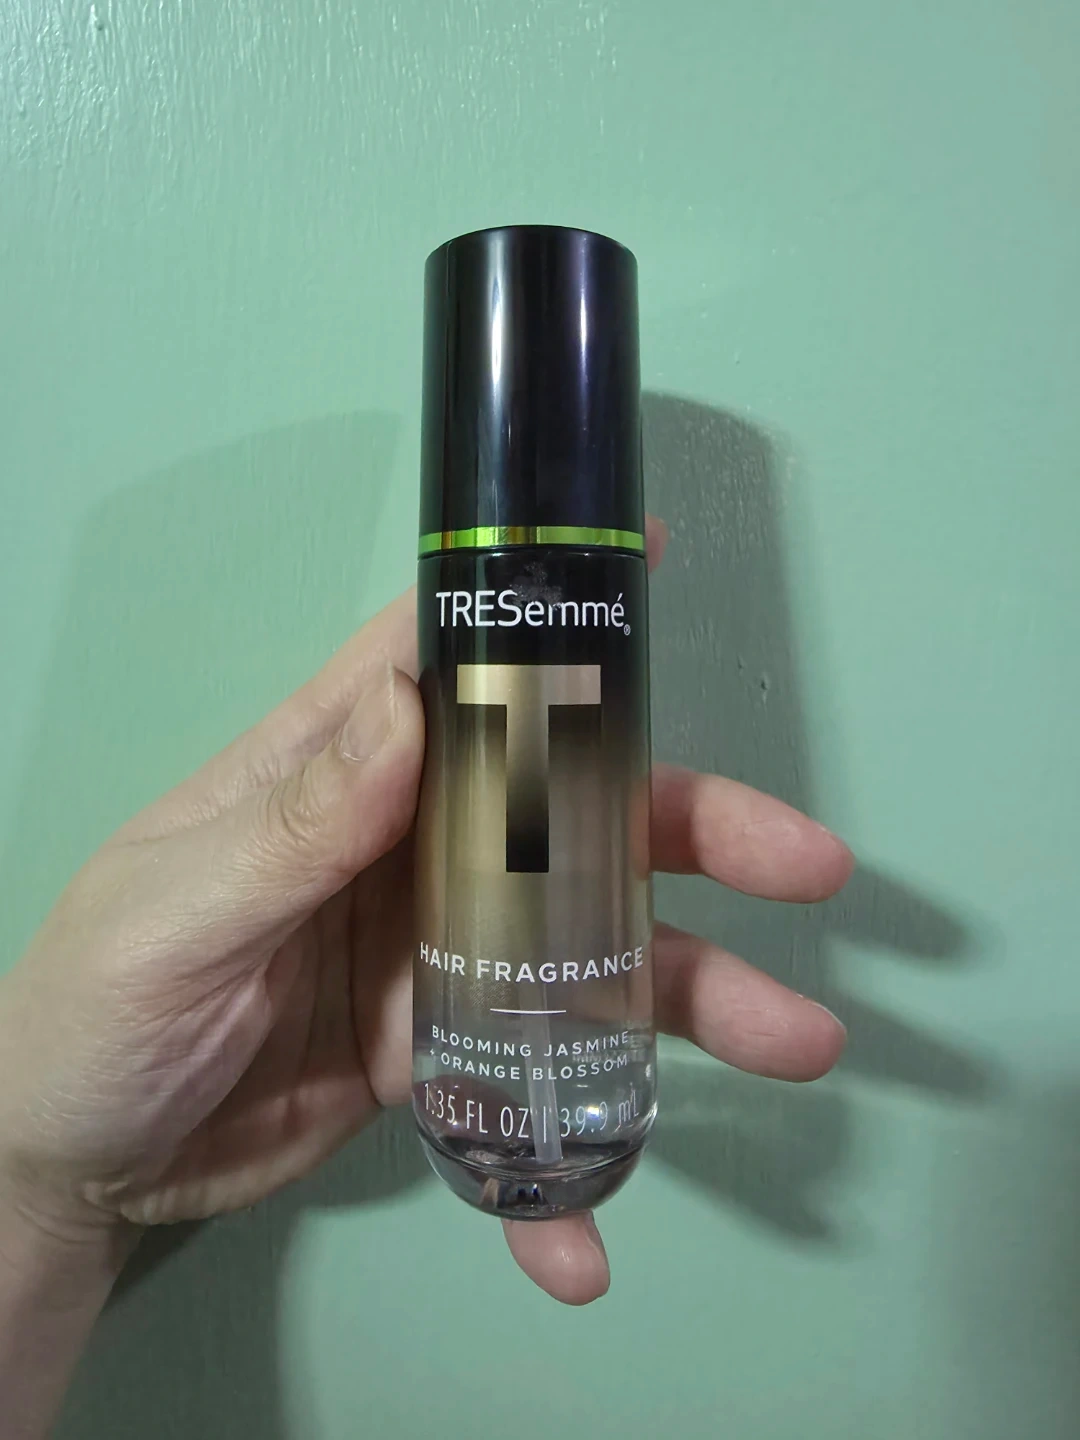 TRESemmé®
T
HAIR FRAGRANCE
BLOOMING JASMINE
+ ORANGE BLOSSOM
1.35 FL OZ | 39.9 mL